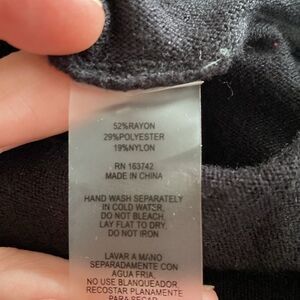 52%RAYON
29%POLYESTER
19%NYLON
RN 163742
MADE IN CHINA
HAND WASH SEPARATELY
IN COLD WATER,
DO NOT BLEACH,
LAY FLAT TO DRY,
DO NOT IRON
LAVAR A MANO
SEPARADAMENTE CON
AGUA FRIA,
NO USE BLANQUEADOR
RECOSTAR PLANAMENTE
PARA SECAR